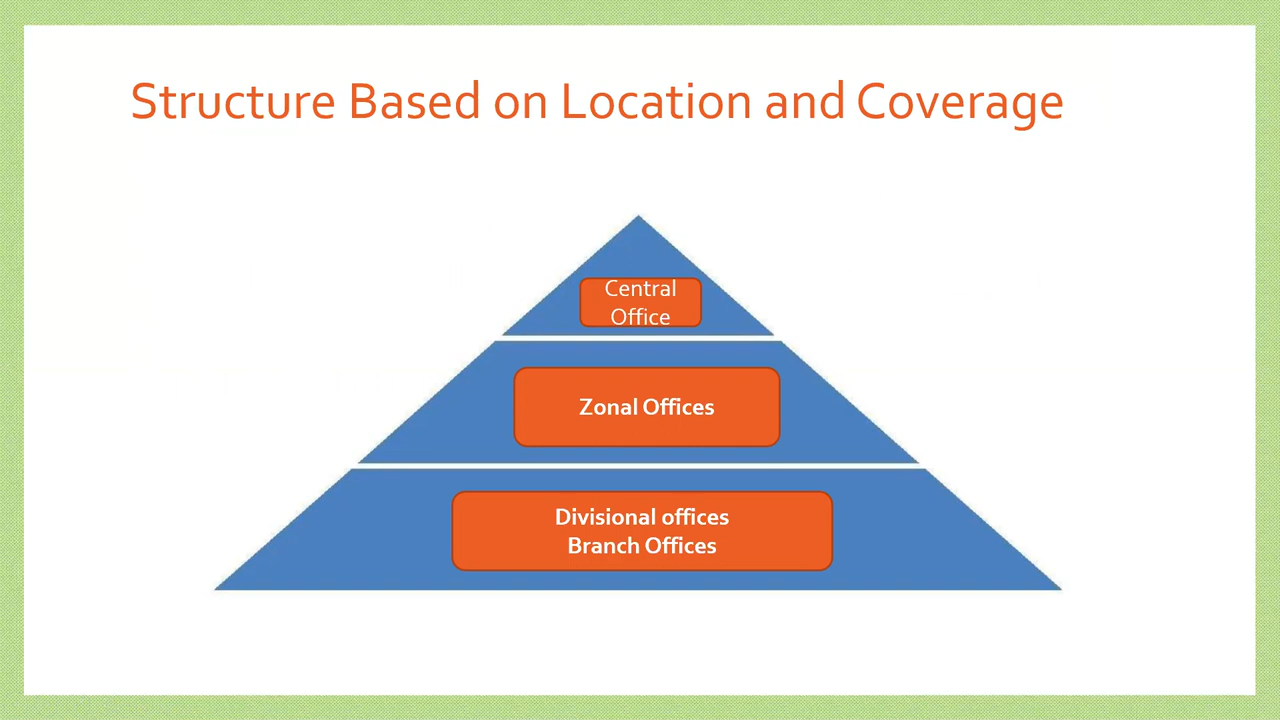 Structure Based on Location and Coverage
Central
Office
Zonal Offices
Divisional offices
Branch Offices